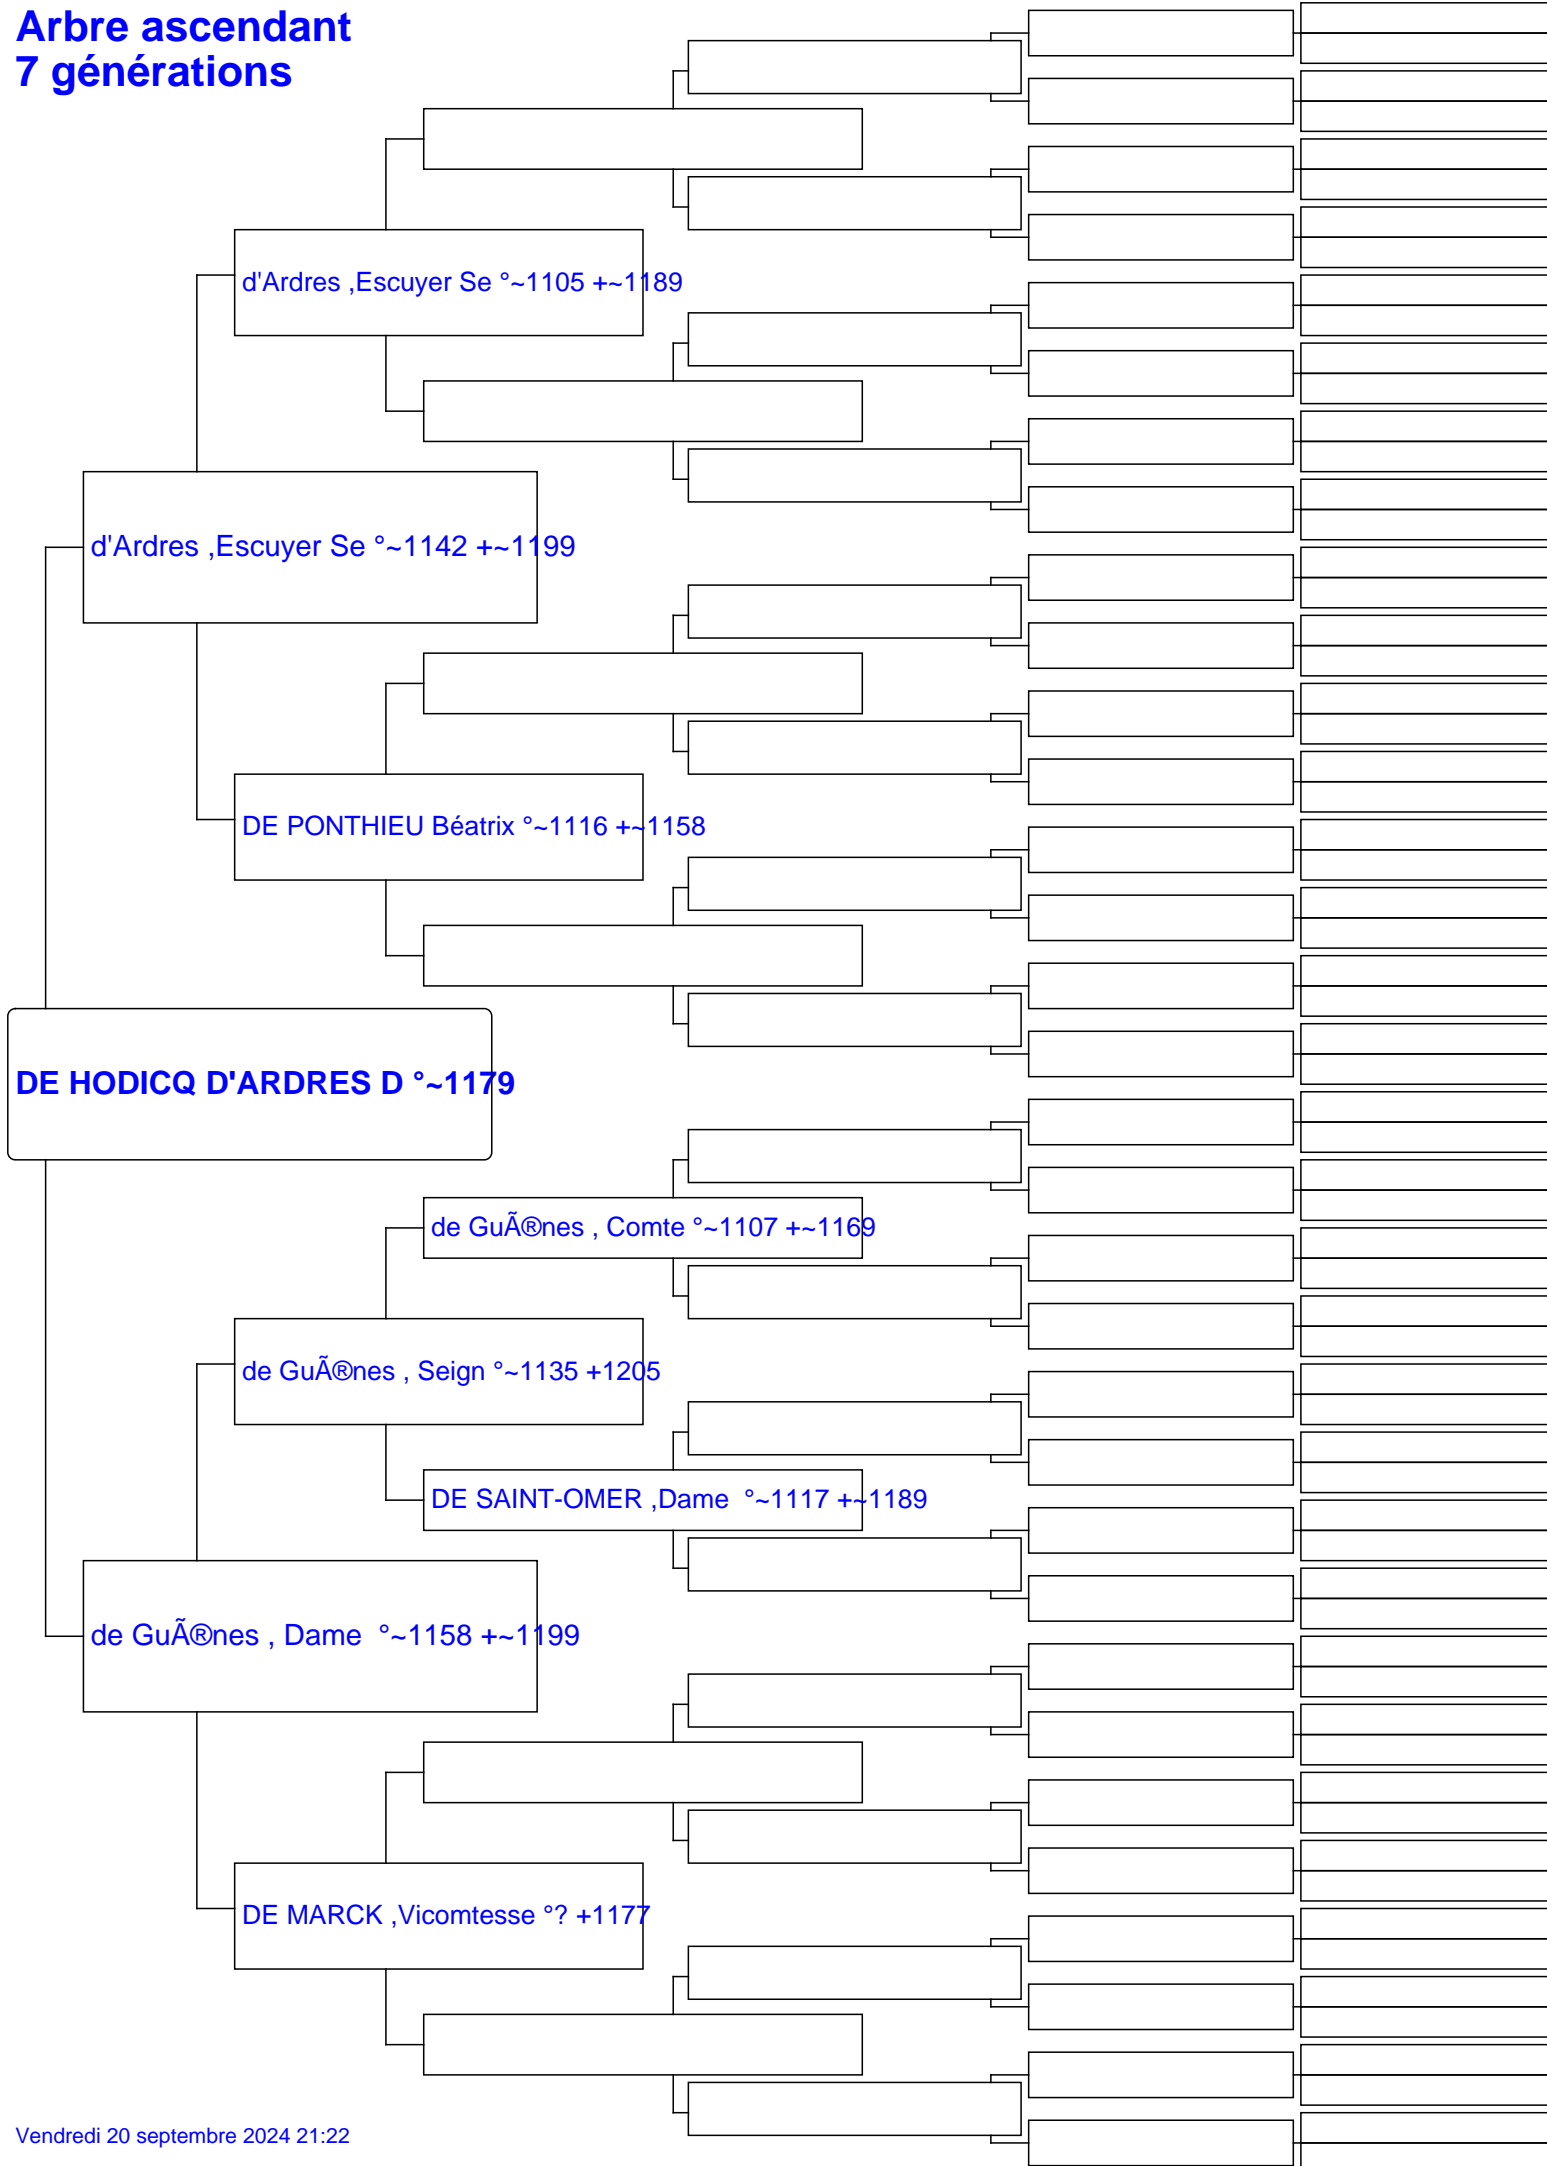 Arbre ascendant
7 générations
d'Ardres ,Escuyer Se °~1105 +~1189
d'Ardres ,Escuyer Se °~1142 +~1199
DE PONTHIEU Béatrix °~1116 +~1158
DE HODICQ D'ARDRES D °~1179
de GuÃ®nes , Comte °~1107 +~1169
de GuÃ®nes , Seign °~1135 +1205
DE SAINT-OMER ,Dame  °~1117 +~1189
de GuÃ®nes , Dame  °~1158 +~1199
DE MARCK ,Vicomtesse °? +1177
Vendredi 20 septembre 2024 21:22